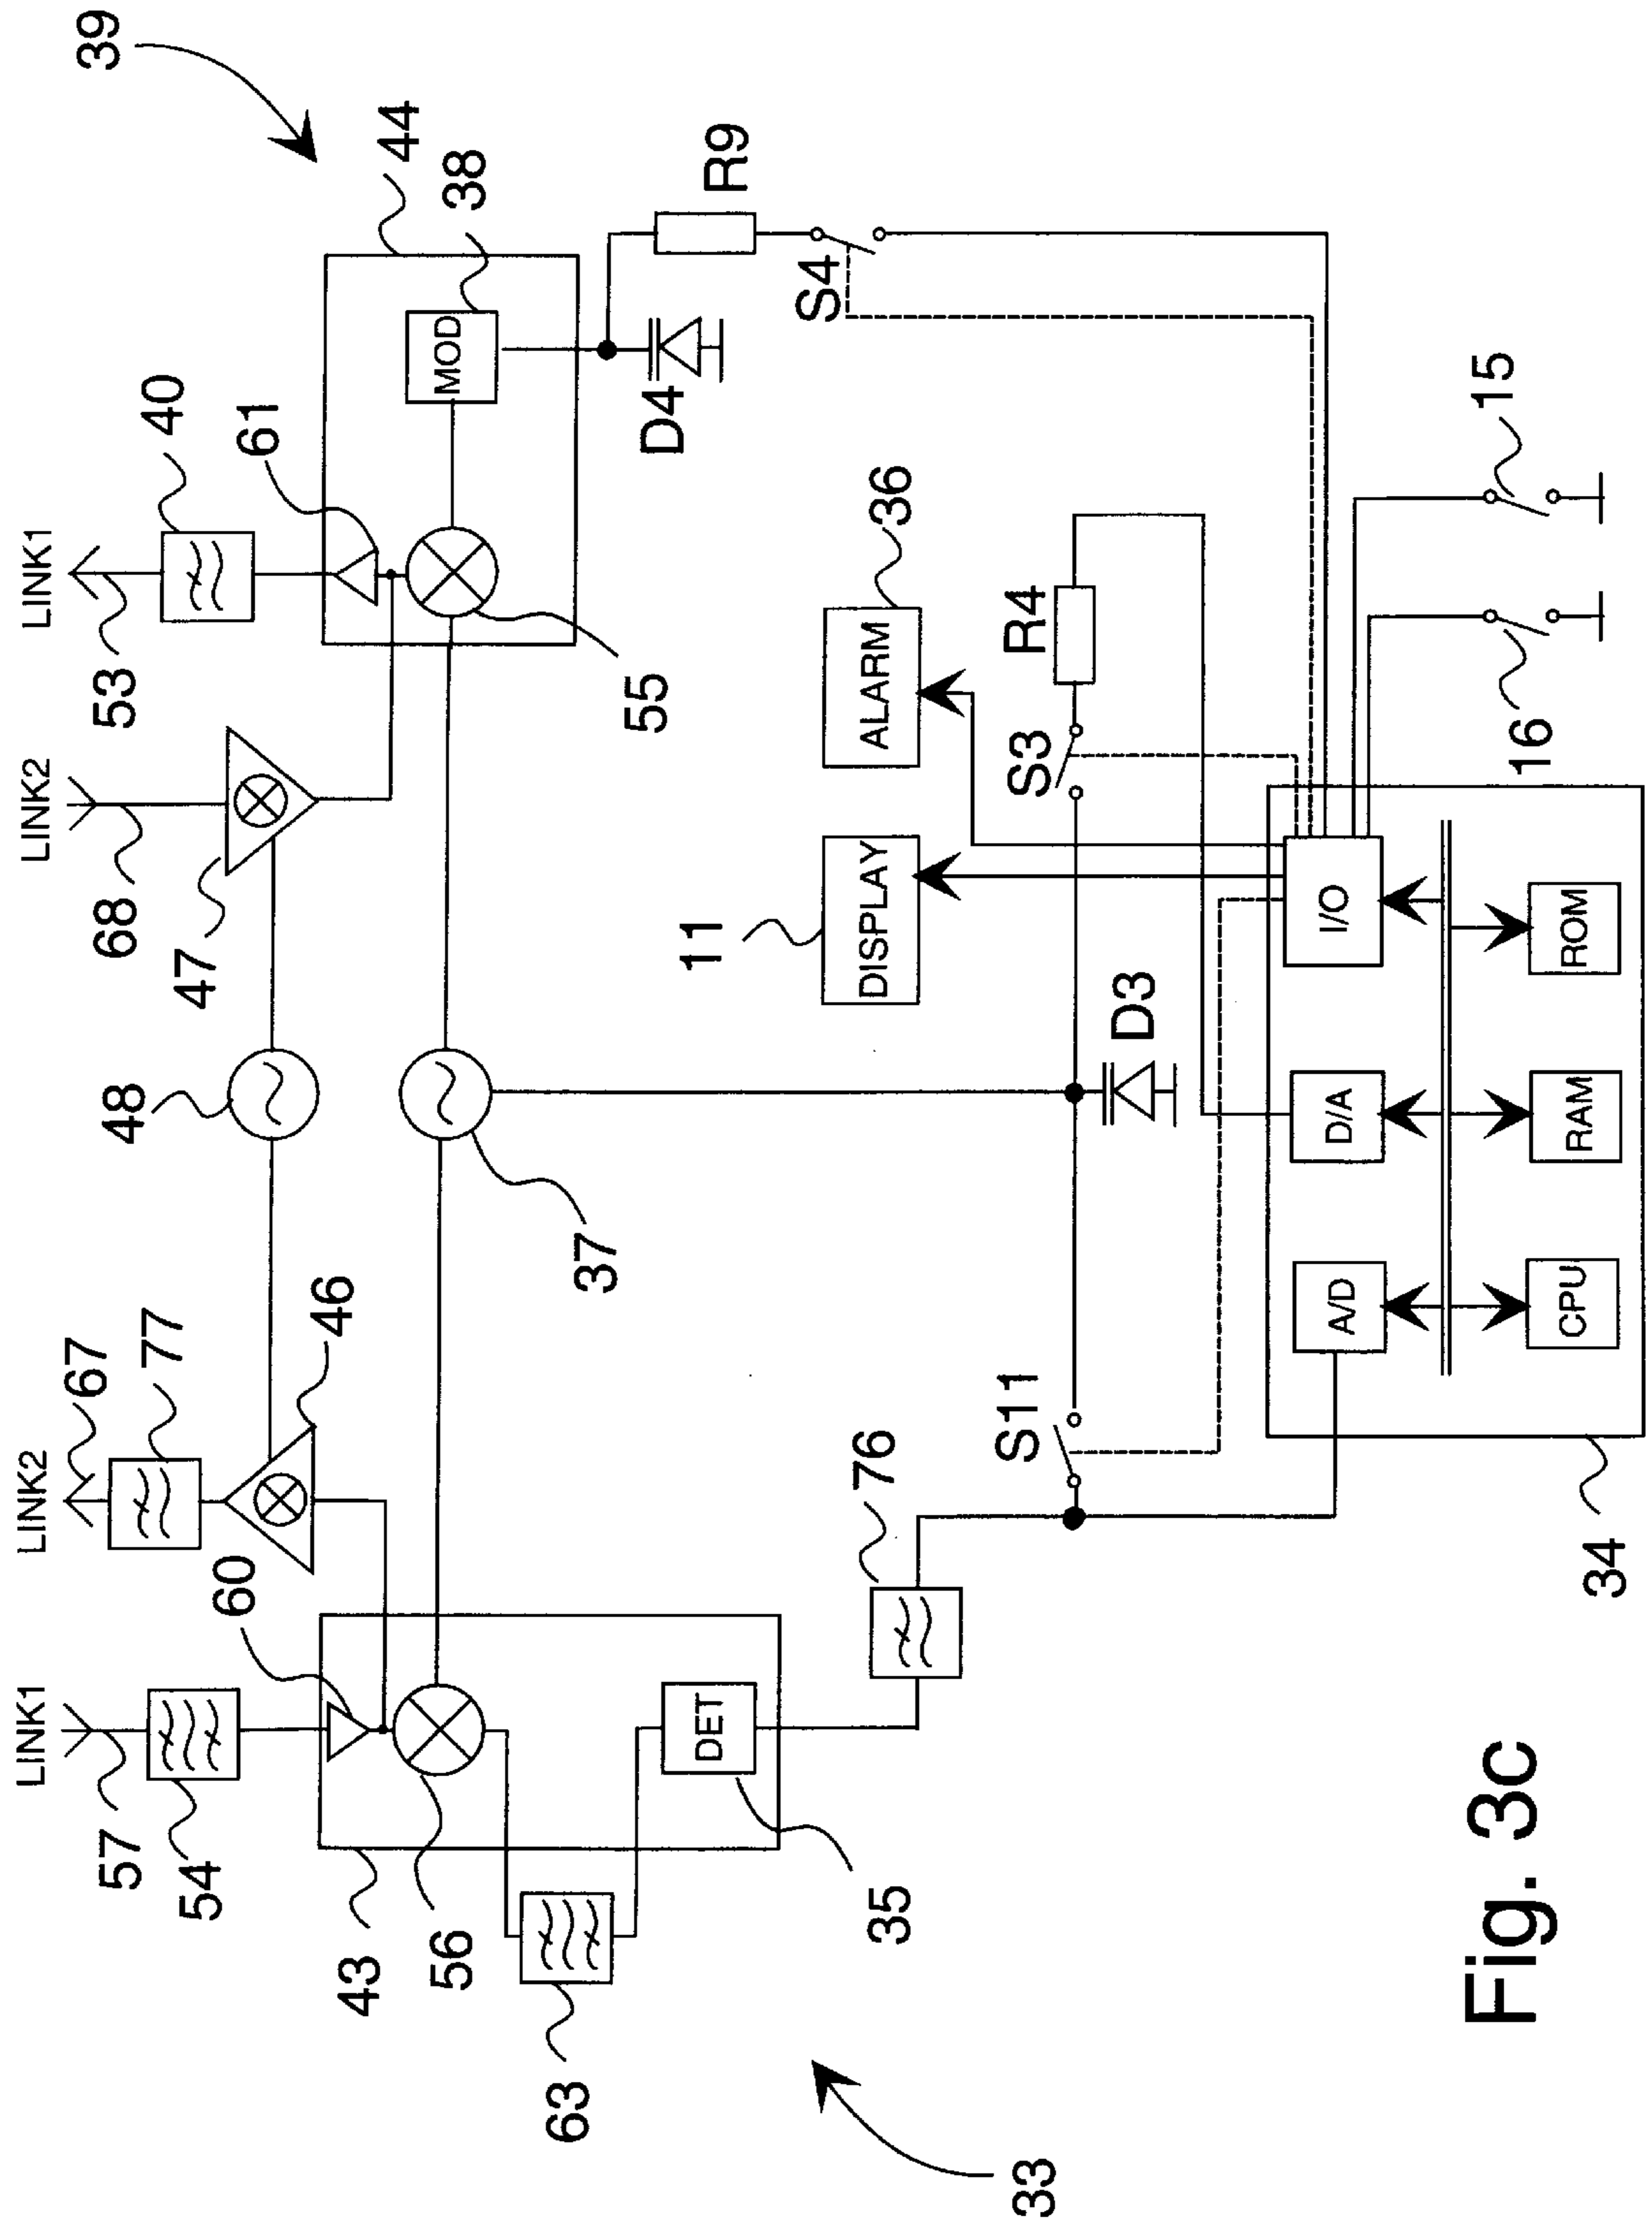 LINK1
57
54
60
LINK2
67
77
46
48
LINK2
68
47
LINK1
53
40
61
39
44
38
MOD
55
37
43
56
63
35
DET
33
76
S11
D3
DISPLAY
11
ALARM
36
S3
R4
D4
S4
R9
A/D
D/A
I/O
CPU
RAM
ROM
34
16
15
Fig. 3c